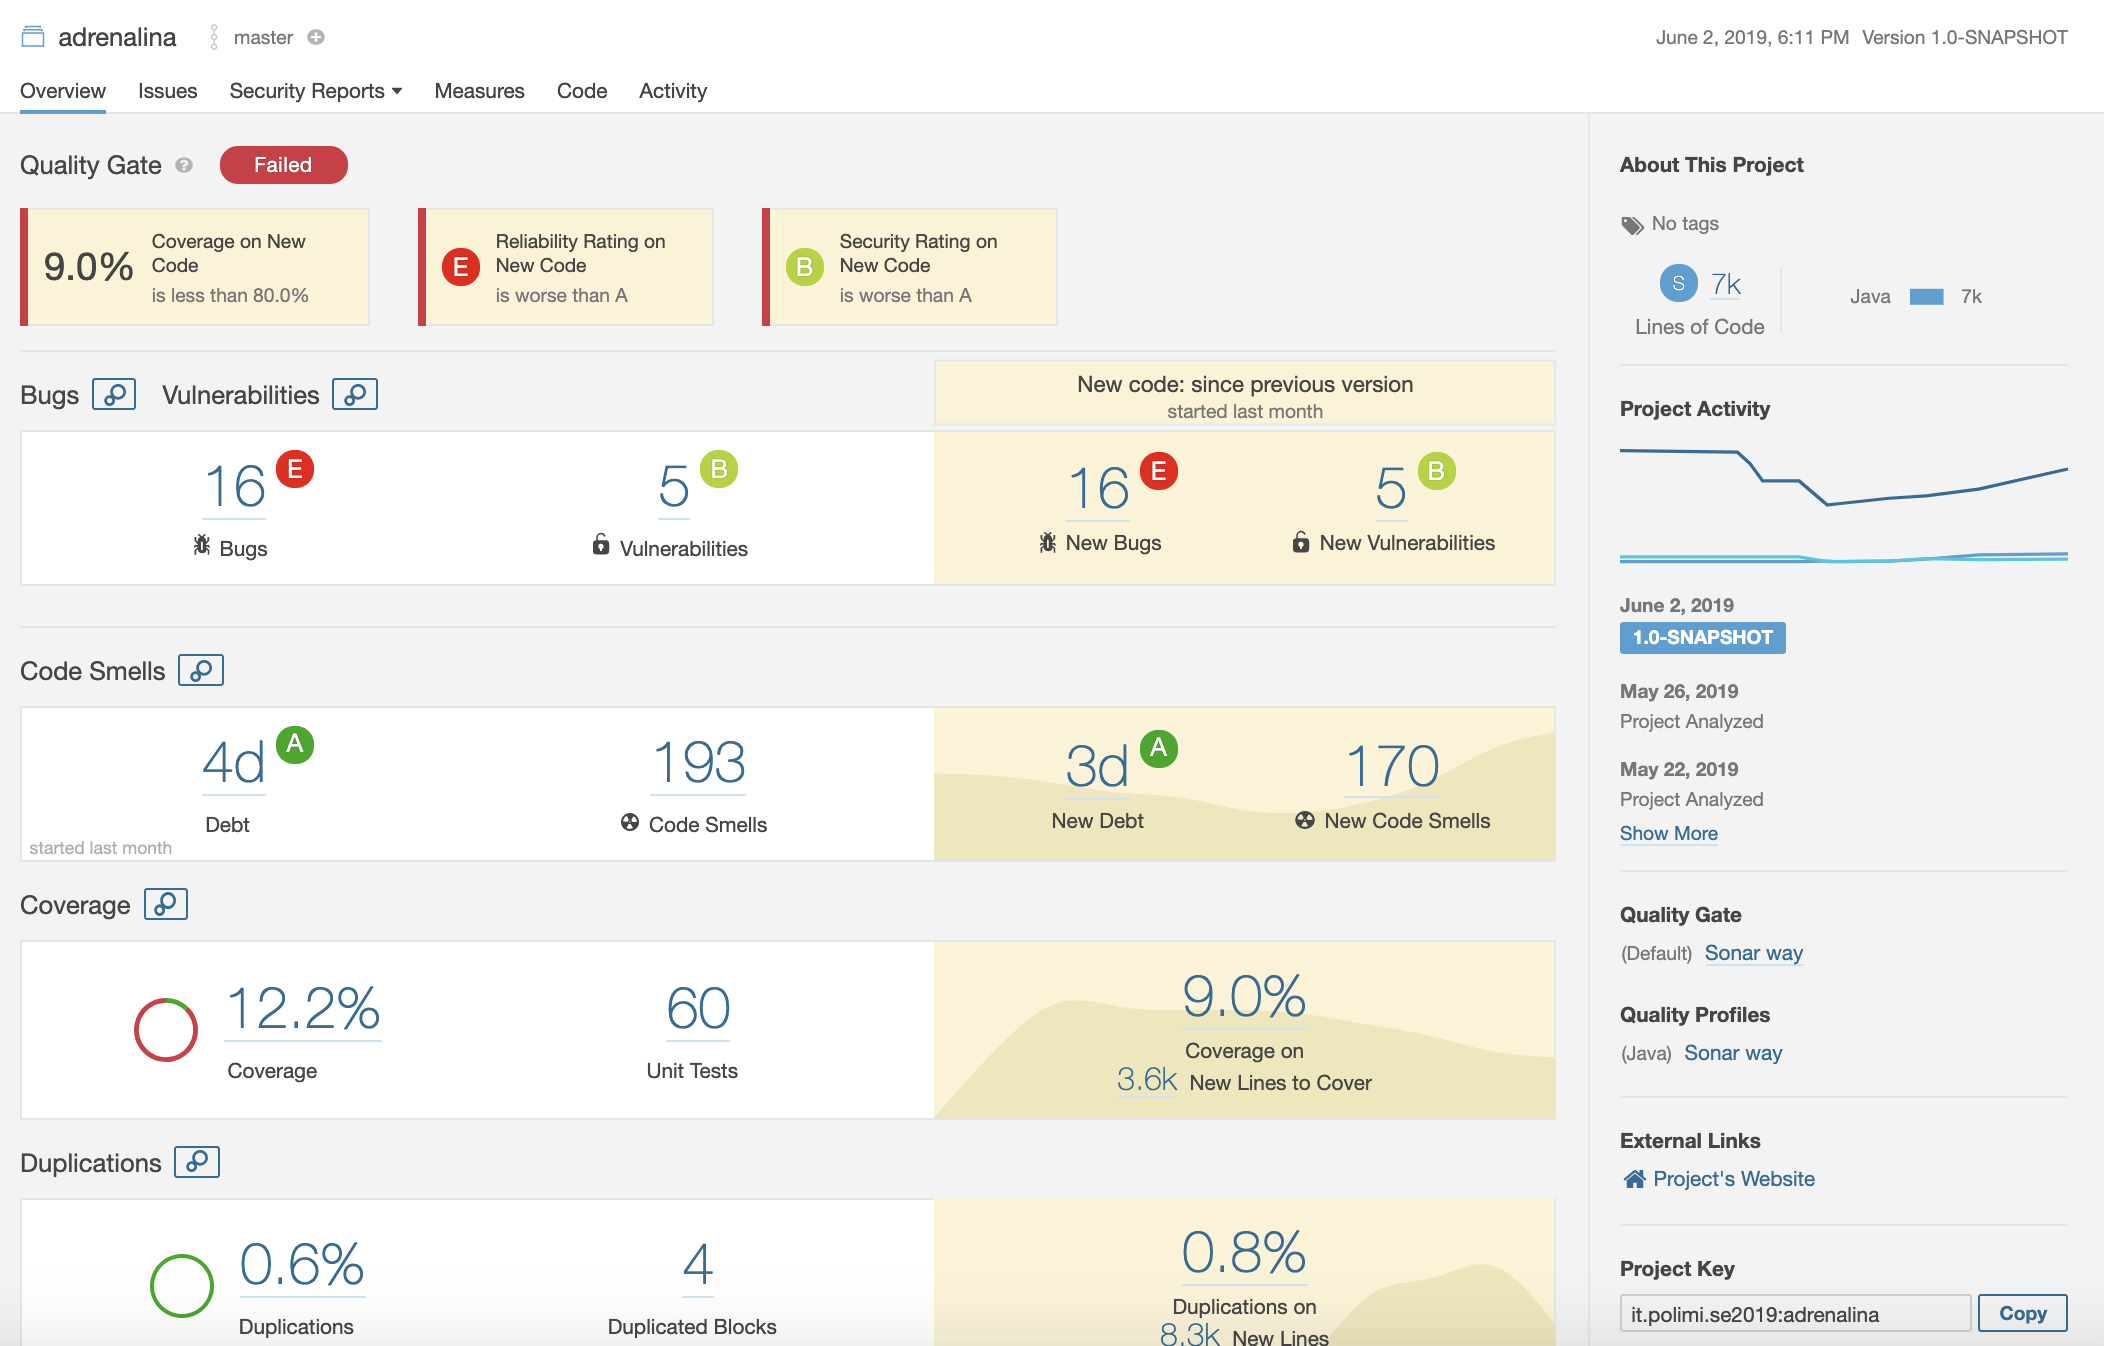 adrenalina
master
June 2, 2019, 6:11 PM Version 1.0-SNAPSHOT
Overview Issues Security Reports Measures Code Activity
Quality Gate ? Failed
9.0%
Coverage on New
Code
is less than 80.0%
E
Reliability Rating on
New Code
is worse than A
B
Security Rating on
New Code
is worse than A
Bugs Vulnerabilities
New code: since previous version
started last month
16 E
Bugs
5 B
Vulnerabilities
16 E
New Bugs
5 B
New Vulnerabilities
Code Smells
4d A
Debt
started last month
193
Code Smells
3d A
New Debt
170
New Code Smells
Coverage
12.2%
Coverage
60
Unit Tests
9.0%
Coverage on
3.6k New Lines to Cover
Duplications
0.6%
Duplications
4
Duplicated Blocks
0.8%
Duplications on
8.3k New Lines
About This Project
No tags
S 7k
Lines of Code
Java 7k
Project Activity
June 2, 2019
1.0-SNAPSHOT
May 26, 2019
Project Analyzed
May 22, 2019
Project Analyzed
Show More
Quality Gate
(Default) Sonar way
Quality Profiles
(Java) Sonar way
External Links
Project's Website
Project Key
it.polimi.se2019:adrenalina Copy